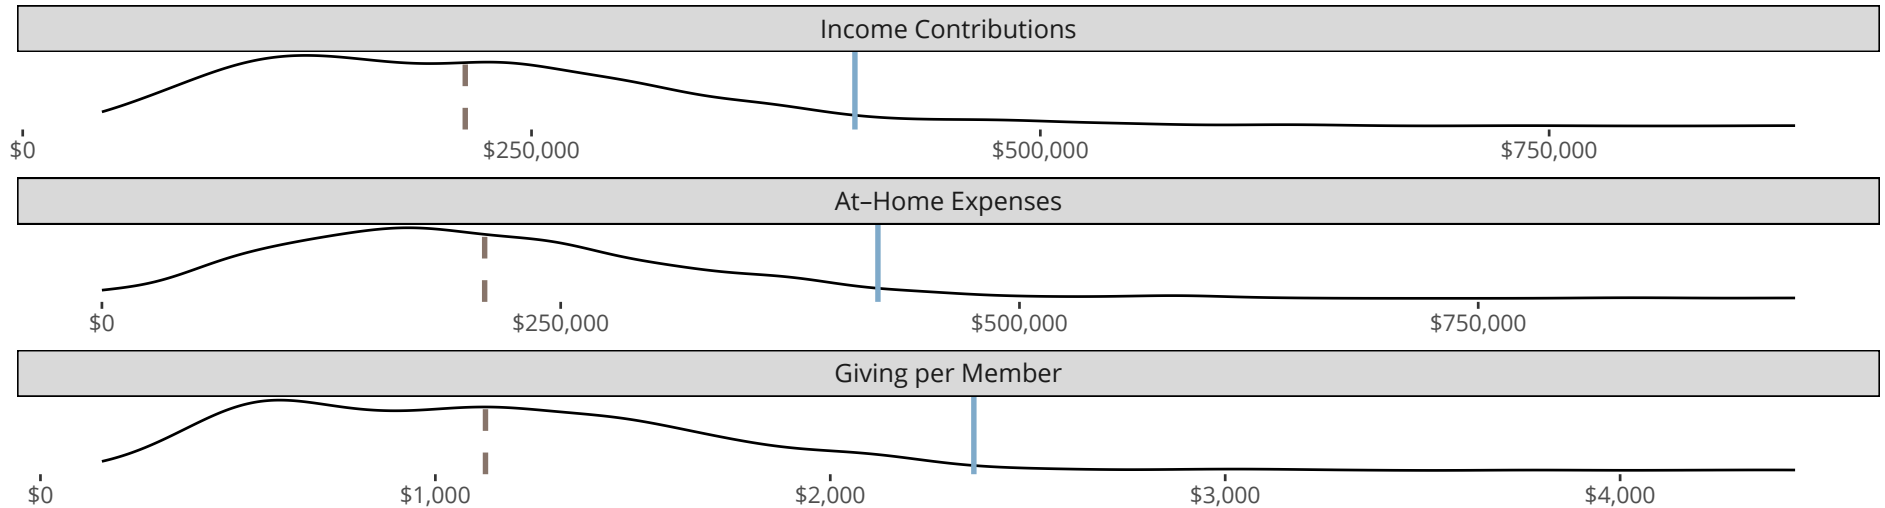 Income Contributions
$0 $250,000 $500,000 $750,000
At–Home Expenses
$0 $250,000 $500,000 $750,000
Giving per Member
$0 $1,000 $2,000 $3,000 $4,000